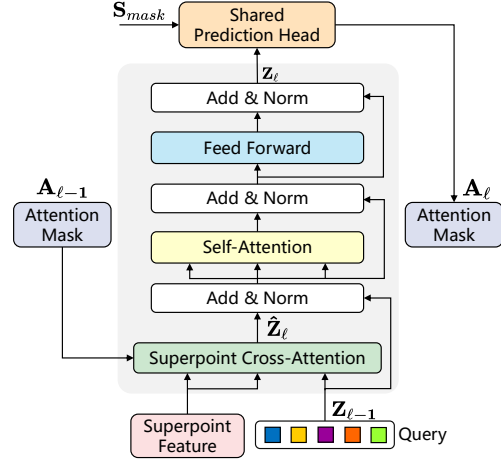 S_mask
Shared
Prediction Head
Z_ℓ
Add & Norm
Feed Forward
A_ℓ−1
Attention
Mask
Add & Norm
A_ℓ
Attention
Mask
Self-Attention
Add & Norm
Ẑ_ℓ
Superpoint Cross-Attention
Z_ℓ−1
Superpoint
Feature
Query